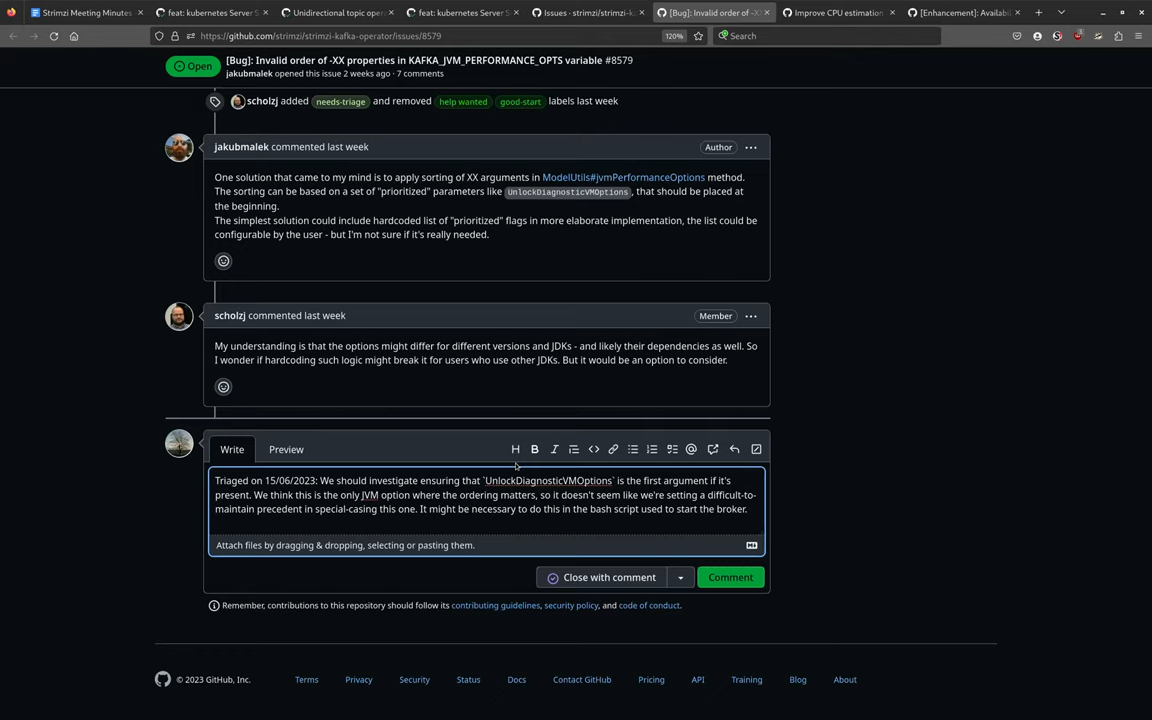 Strimzi Meeting Minutes
feat: kubernetes Server S
Unidirectional topic oper
feat: kubernetes Server S
Issues · strimzi/strimzi-k
[Bug]: Invalid order of -X
Improve CPU estimation
[Enhancement]: Availab
https://github.com/strimzi/strimzi-kafka-operator/issues/8579
120%
Search
Open
[Bug]: Invalid order of -XX properties in KAFKA_JVM_PERFORMANCE_OPTS variable #8579
jakubmalek opened this issue 2 weeks ago · 7 comments
scholzj added needs-triage and removed help wanted good-start labels last week
jakubmalek commented last week
Author
One solution that came to my mind is to apply sorting of XX arguments in ModelUtils#jvmPerformanceOptions method.
The sorting can be based on a set of "prioritized" parameters like UnlockDiagnosticVMOptions, that should be placed at
the beginning.
The simplest solution could include hardcoded list of "prioritized" flags in more elaborate implementation, the list could be
configurable by the user - but I'm not sure if it's really needed.
scholzj commented last week
Member
My understanding is that the options might differ for different versions and JDKs - and likely their dependencies as well. So
I wonder if hardcoding such logic might break it for users who use other JDKs. But it would be an option to consider.
Write
Preview
Triaged on 15/06/2023: We should investigate ensuring that `UnlockDiagnosticVMOptions` is the first argument if it's
present. We think this is the only JVM option where the ordering matters, so it doesn't seem like we're setting a difficult-to-
maintain precedent in special-casing this one. It might be necessary to do this in the bash script used to start the broker.
Attach files by dragging & dropping, selecting or pasting them.
Close with comment
Comment
Remember, contributions to this repository should follow its contributing guidelines, security policy, and code of conduct.
© 2023 GitHub, Inc.
Terms
Privacy
Security
Status
Docs
Contact GitHub
Pricing
API
Training
Blog
About